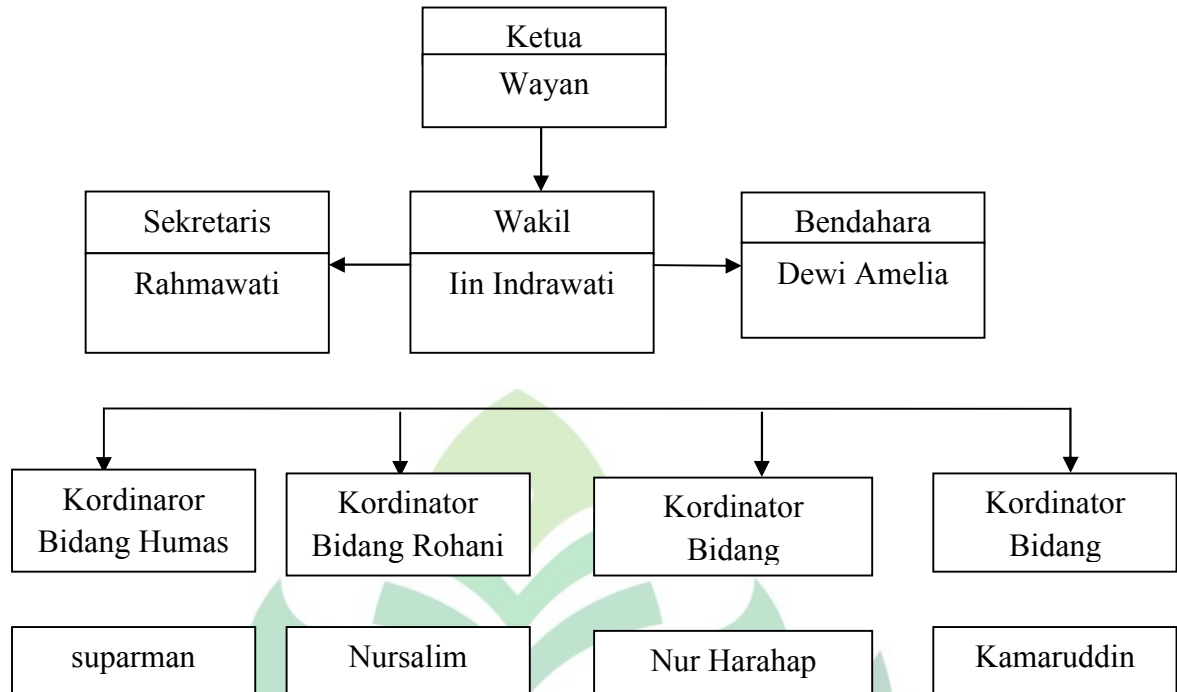 Ketua
Wayan
Sekretaris
Rahmawati
Wakil
Iin Indrawati
Bendahara
Dewi Amelia
Kordinaror
Bidang Humas
Kordinator
Bidang Rohani
Kordinator
Bidang
Kordinator
Bidang
suparman
Nursalim
Nur Harahap
Kamaruddin